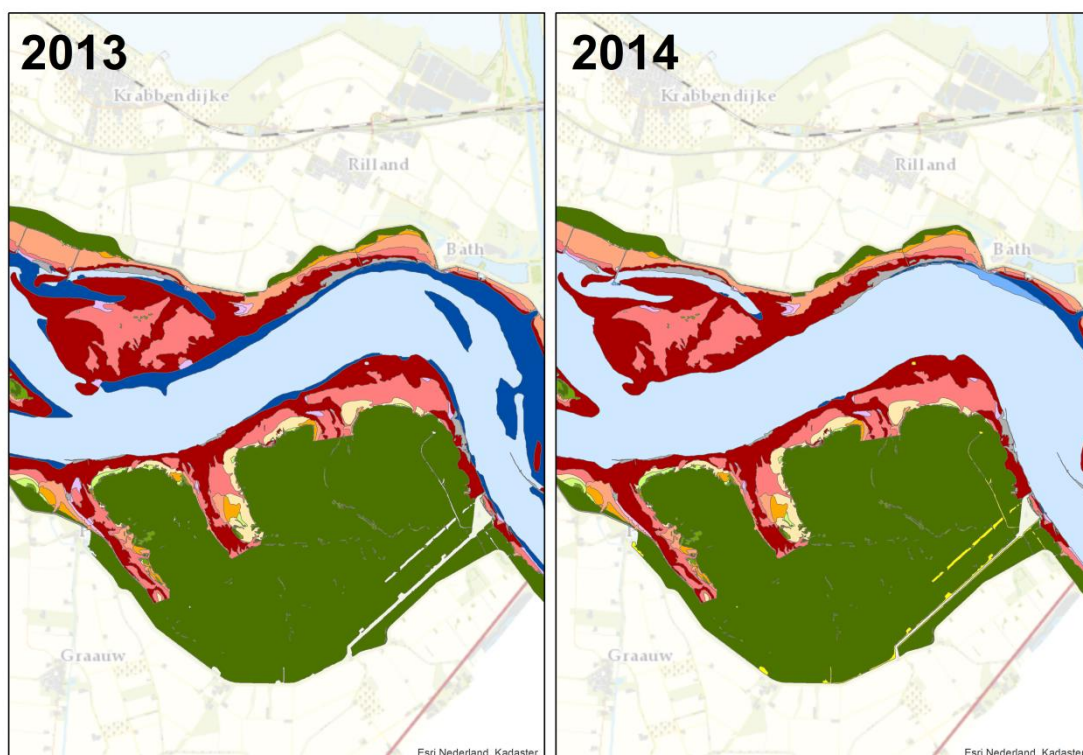 2013
Krabbendijke
Rilland
Bath
Graauw
Esri Nederland, Kadaster
2014
Krabbendijke
Rilland
Bath
Graauw
Esri Nederland, Kadaster